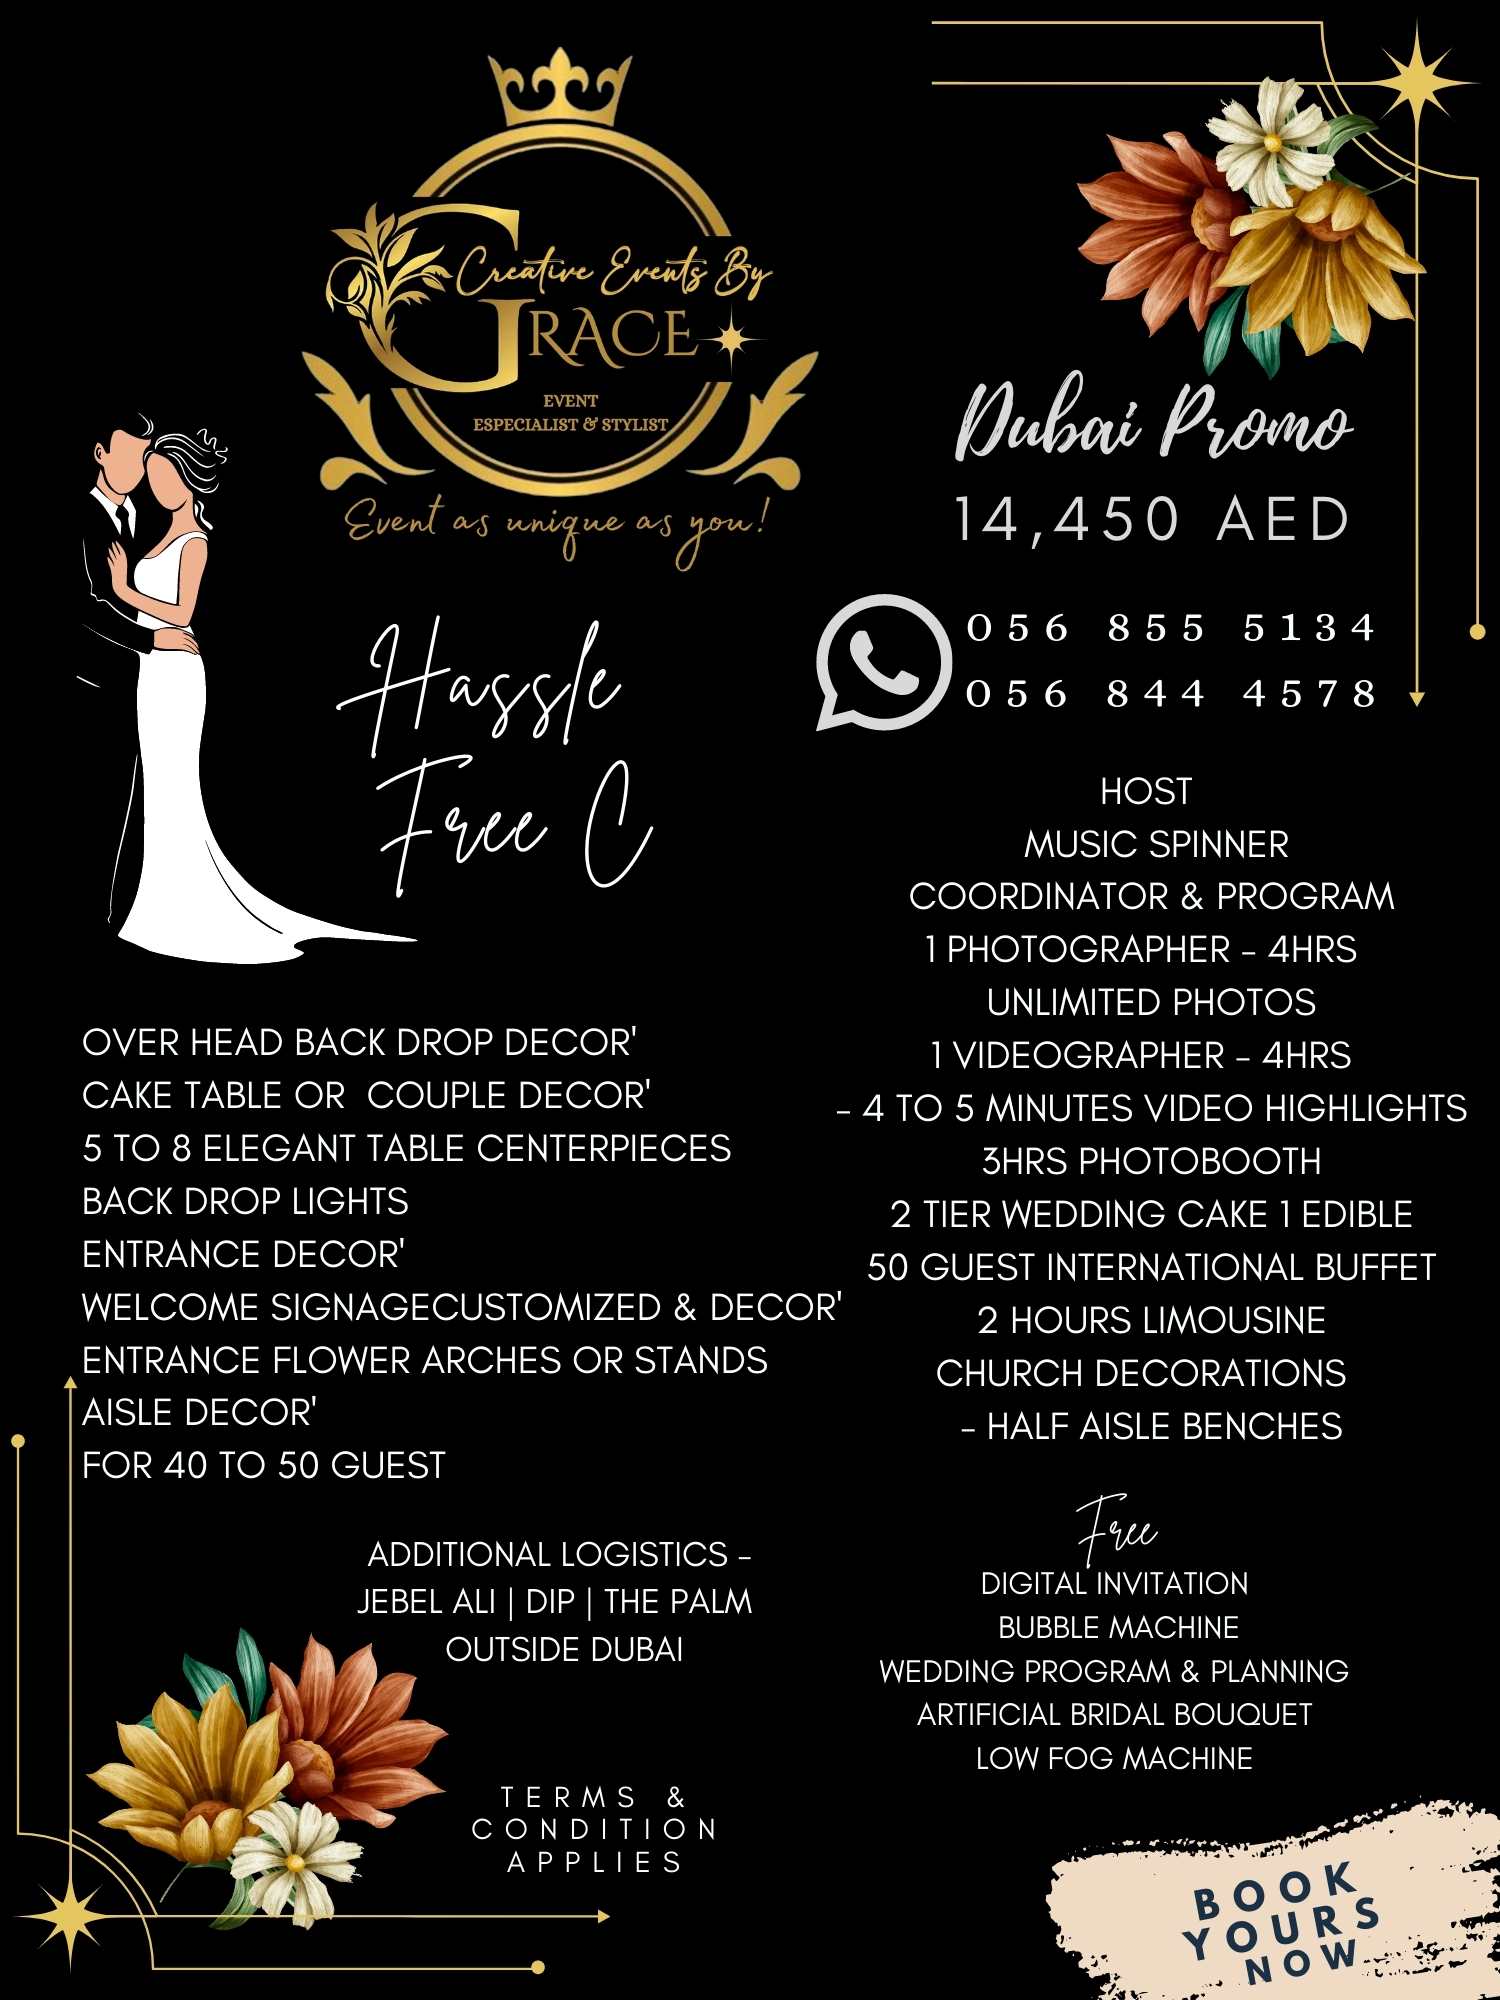 Creative Events By
GRACE
EVENT
ESPECIALIST & STYLIST
Event as unique as you!
Dubai Promo
14,450 AED
056 855 5134
056 844 4578
Hassle
Free C
HOST
MUSIC SPINNER
COORDINATOR & PROGRAM
1 PHOTOGRAPHER - 4HRS
UNLIMITED PHOTOS
1 VIDEOGRAPHER - 4HRS
- 4 TO 5 MINUTES VIDEO HIGHLIGHTS
3HRS PHOTOBOOTH
2 TIER WEDDING CAKE 1 EDIBLE
50 GUEST INTERNATIONAL BUFFET
2 HOURS LIMOUSINE
CHURCH DECORATIONS
- HALF AISLE BENCHES
OVER HEAD BACK DROP DECOR'
CAKE TABLE OR  COUPLE DECOR'
5 TO 8 ELEGANT TABLE CENTERPIECES
BACK DROP LIGHTS
ENTRANCE DECOR'
WELCOME SIGNAGECUSTOMIZED & DECOR'
ENTRANCE FLOWER ARCHES OR STANDS
AISLE DECOR'
FOR 40 TO 50 GUEST
ADDITIONAL LOGISTICS -
JEBEL ALI | DIP | THE PALM
OUTSIDE DUBAI
Free
DIGITAL INVITATION
BUBBLE MACHINE
WEDDING PROGRAM & PLANNING
ARTIFICIAL BRIDAL BOUQUET
LOW FOG MACHINE
TERMS &
CONDITION
APPLIES
BOOK
YOURS
NOW